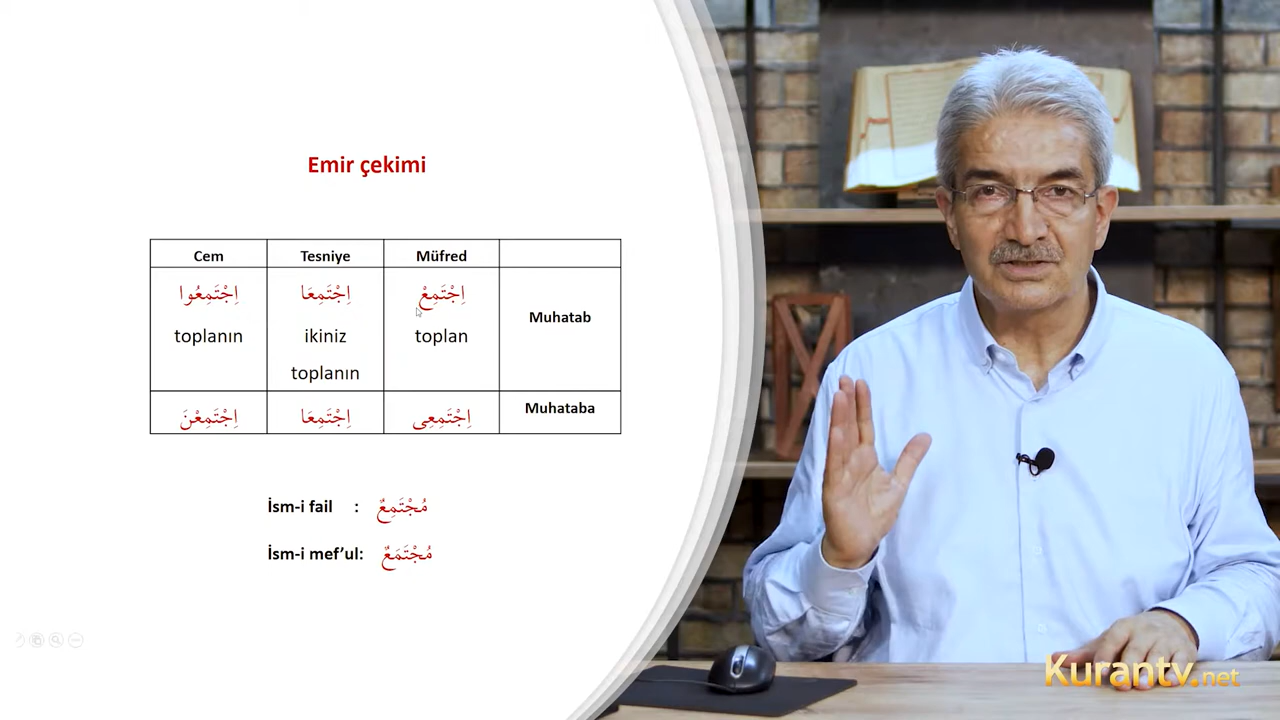 Emir çekimi
Cem Tesniye Müfred
اِجْتَمِعُوا اِجْتَمِعَا اِجْتَمِعْ
Muhatab
toplanın ikiniz toplan
toplanın
اِجْتَمِعْنَ اِجْتَمِعَا اِجْتَمِعِى
Muhataba
İsm-i fail : مُجْتَمِعٌ
İsm-i mef’ul: مُجْتَمَعٌ
Kurantv.net